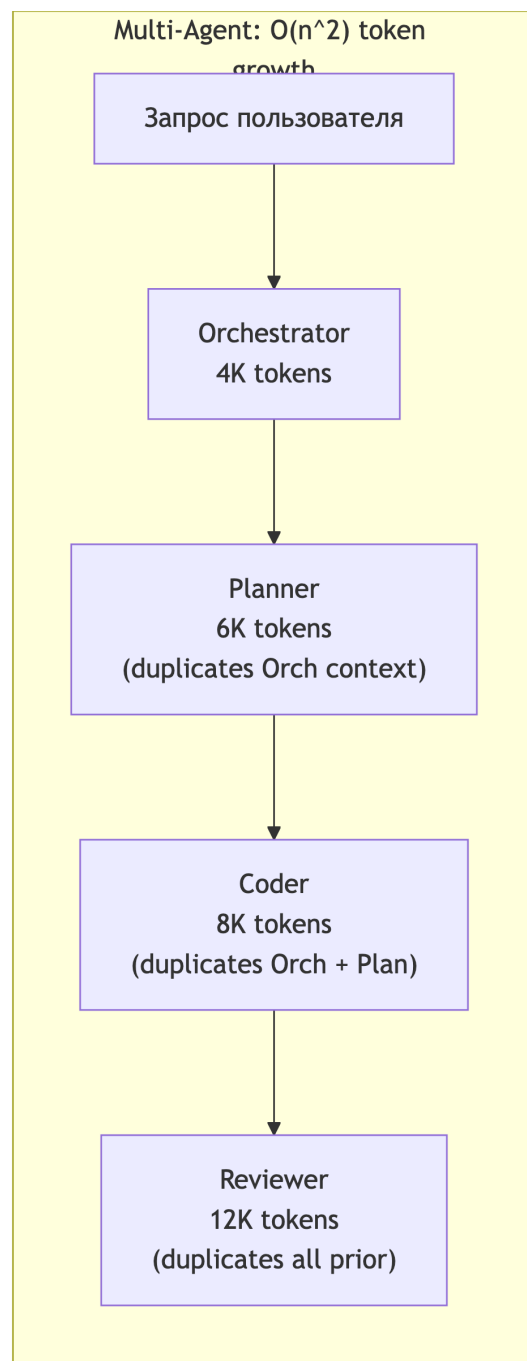 Multi-Agent: O(n^2) token
growth
Запрос пользователя
Orchestrator
4K tokens
Planner
6K tokens
(duplicates Orch context)
Coder
8K tokens
(duplicates Orch + Plan)
Reviewer
12K tokens
(duplicates all prior)